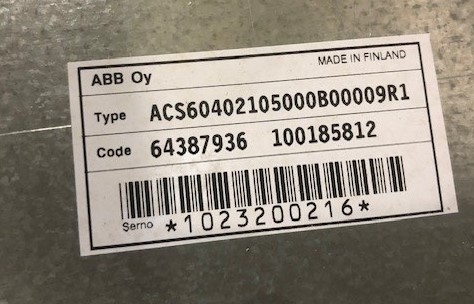 ABB Oy MADE IN FINLAND
Type ACS60402105000B00009R1
Code 64387936 100185812
Serno *1023200216*